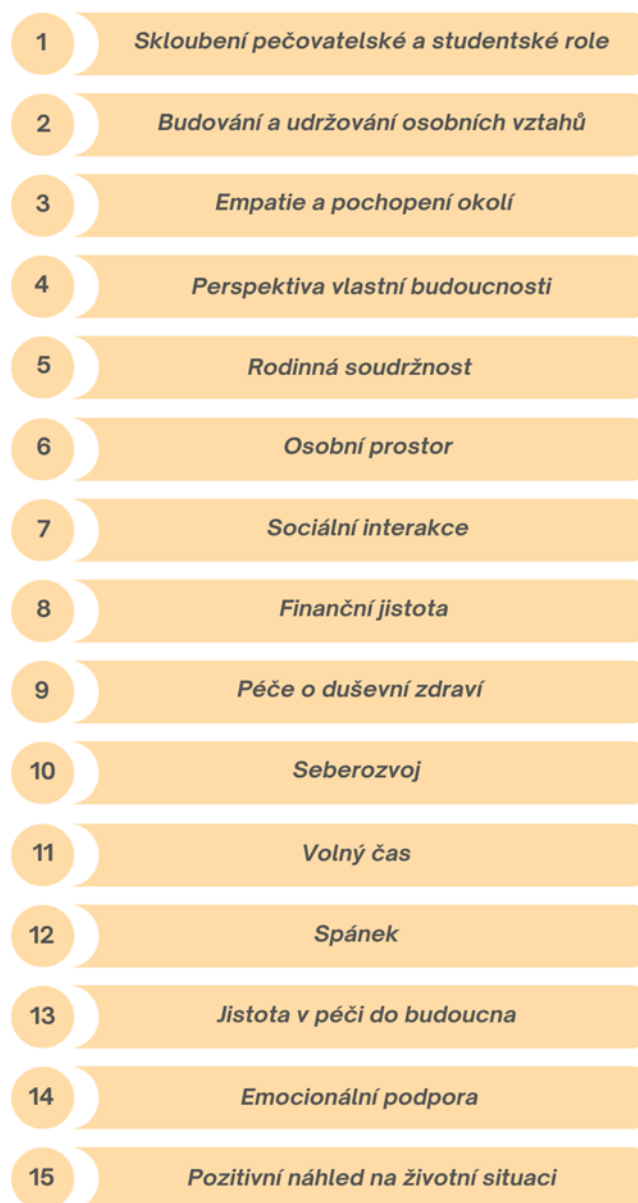 1 Skloubení pečovatelské a studentské role
2 Budování a udržování osobních vztahů
3 Empatie a pochopení okolí
4 Perspektiva vlastní budoucnosti
5 Rodinná soudržnost
6 Osobní prostor
7 Sociální interakce
8 Finanční jistota
9 Péče o duševní zdraví
10 Seberozvoj
11 Volný čas
12 Spánek
13 Jistota v péči do budoucna
14 Emocionální podpora
15 Pozitivní náhled na životní situaci